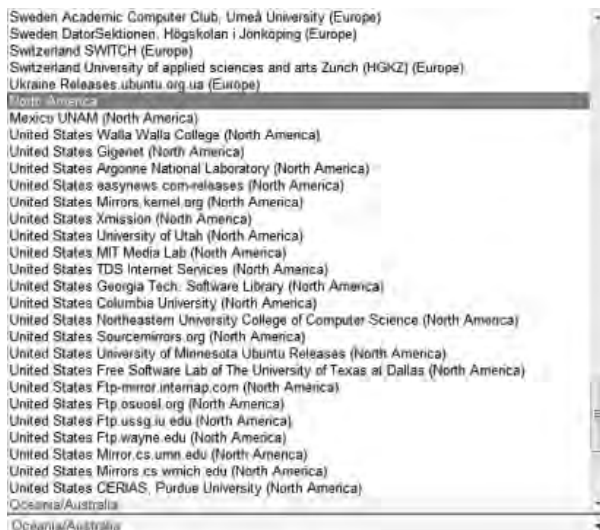 Sweden Academic Computer Club, Umeå University (Europe)
Sweden DatorSektionen, Högskolan i Jönköping (Europe)
Switzerland SWITCH (Europe)
Switzerland University of applied sciences and arts Zurich (HGKZ) (Europe)
Ukraine Releases.ubuntu.org.ua (Europe)
North America
Mexico UNAM (North America)
United States Walla Walla College (North America)
United States Gigenet (North America)
United States Argonne National Laboratory (North America)
United States easynews.com-releases (North America)
United States Mirrors.kernel.org (North America)
United States Xmission (North America)
United States University of Utah (North America)
United States MIT Media Lab (North America)
United States TDS Internet Services (North America)
United States Georgia Tech. Software Library (North America)
United States Columbia University (North America)
United States Northeastern University College of Computer Science (North America)
United States Sourcemirrors.org (North America)
United States University of Minnesota Ubuntu Releases (North America)
United States Free Software Lab of The University of Texas at Dallas (North America)
United States Ftp-mirror.internap.com (North America)
United States Ftp.osuosl.org (North America)
United States Ftp.ussg.iu.edu (North America)
United States Ftp.wayne.edu (North America)
United States Mirror.cs.umn.edu (North America)
United States Mirrors.cs.wmich.edu (North America)
United States CERIAS, Purdue University (North America)
Oceania/Australia
Oceania/Australia